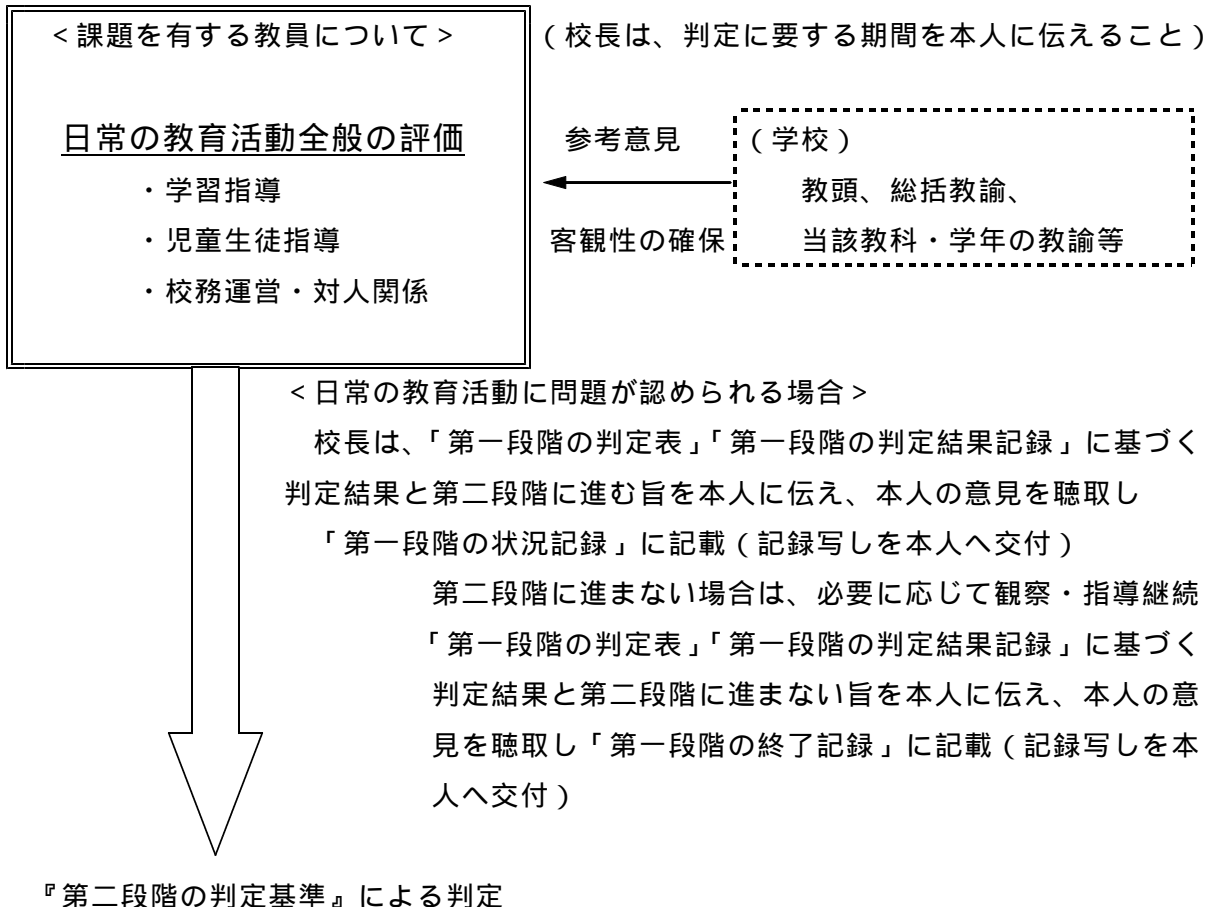 <課題を有する教員について>
(校長は、判定に要する期間を本人に伝えること)
日常の教育活動全般の評価
・学習指導
・児童生徒指導
・校務運営・対人関係
参考意見
客観性の確保
(学校)
教頭、総括教諭、
当該教科・学年の教諭等
<日常の教育活動に問題が認められる場合>
校長は、「第一段階の判定表」「第一段階の判定結果記録」に基づく
判定結果と第二段階に進む旨を本人に伝え、本人の意見を聴取し
「第一段階の状況記録」に記載(記録写しを本人へ交付)
第二段階に進まない場合は、必要に応じて観察・指導継続
「第一段階の判定表」「第一段階の判定結果記録」に基づく
判定結果と第二段階に進まない旨を本人に伝え、本人の意
見を聴取し「第一段階の終了記録」に記載(記録写しを本
人へ交付)
『第二段階の判定基準』による判定